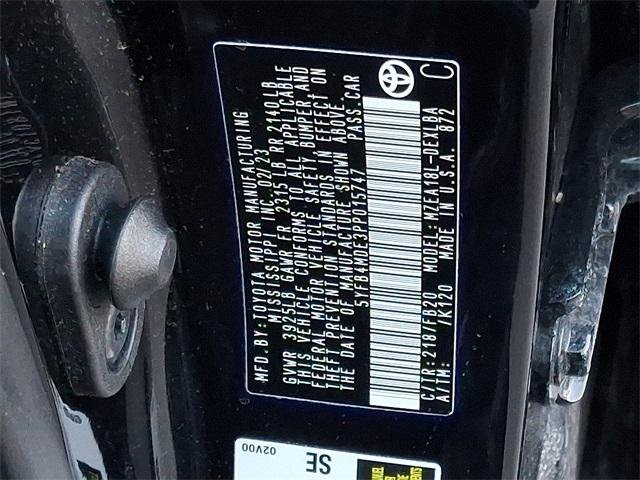 MFD.BY:TOYOTA MOTOR MANUFACTURING
MISSISSIPPI, INC. 02/23
GVWR 3925LB GAWR FR 2315LB RR 2140LB
THIS VEHICLE CONFORMS TO ALL APPLICABLE
FEDERAL MOTOR VEHICLE SAFETY, BUMPER AND
THEFT PREVENTION STANDARDS IN EFFECT ON
THE DATE OF MANUFACTURE SHOWN ABOVE.
5YFB4MDE3PP015747 PASS.CAR
C/TR:218/FB20 MZEA18L-DEXLBA
A/TM: /K120 MADE IN U.S.A. 872
C
SE
02V00